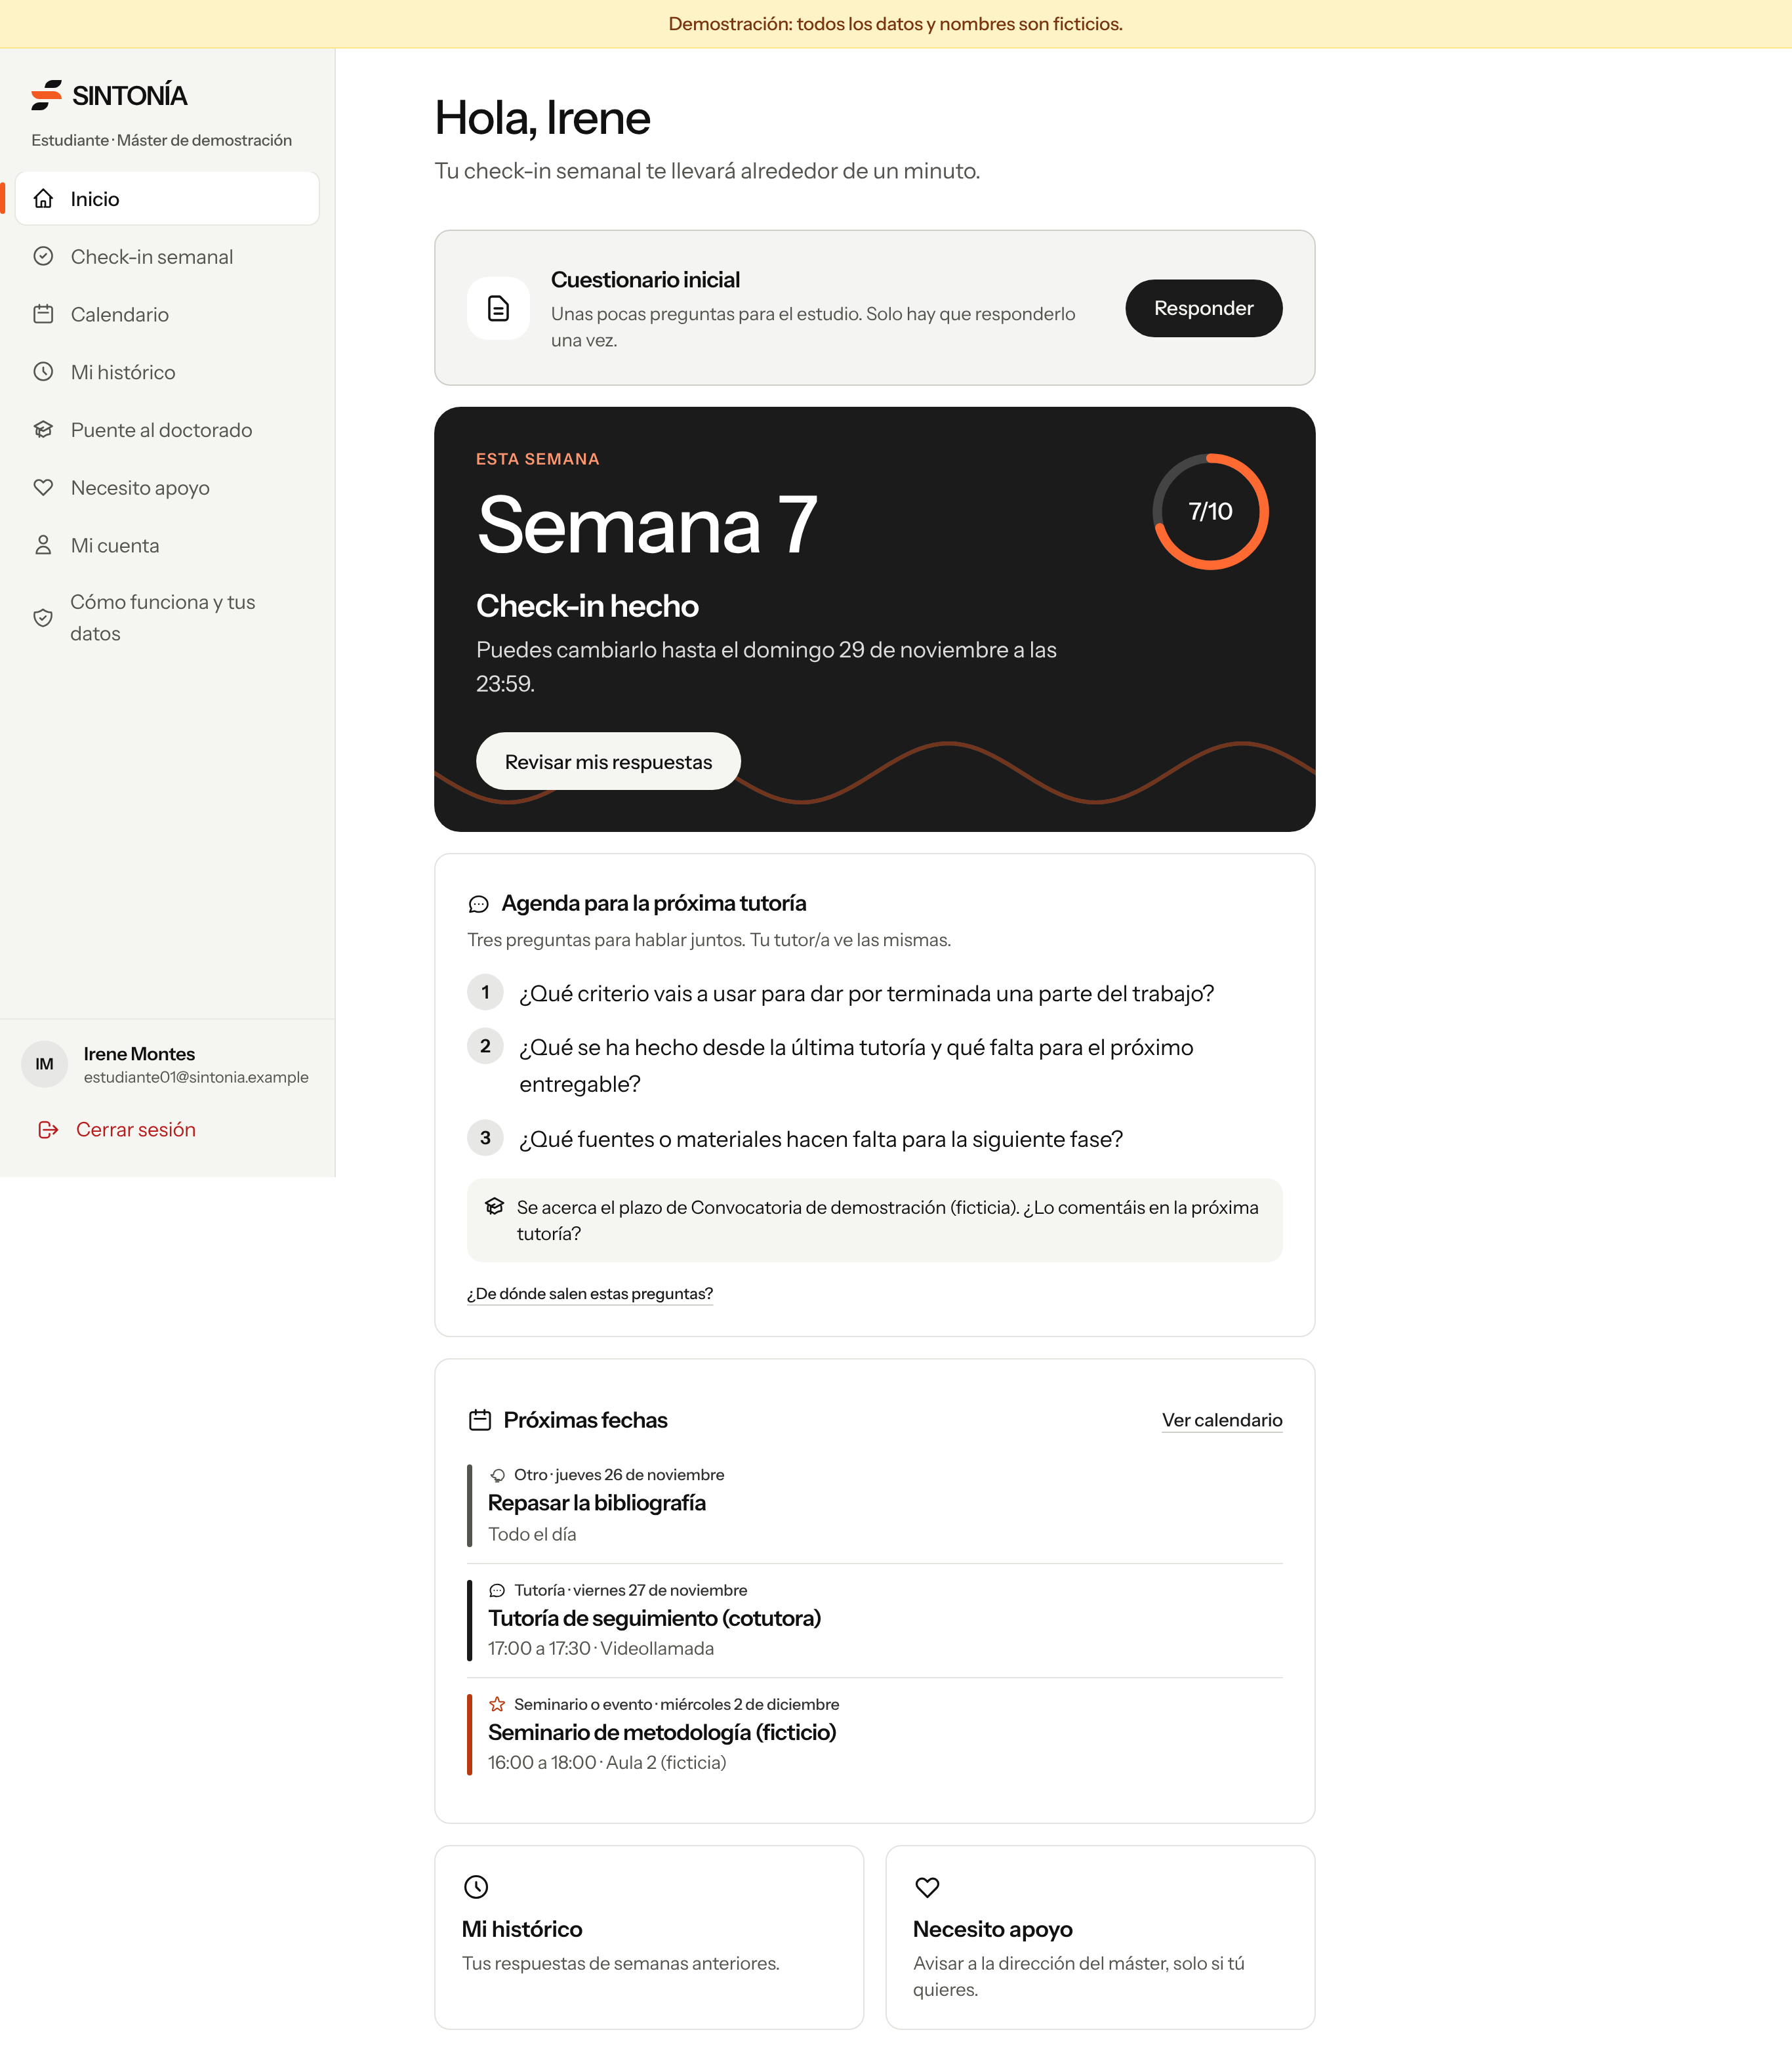 Demostración: todos los datos y nombres son ficticios.
SINTONÍA
Estudiante · Máster de demostración
Inicio
Check-in semanal
Calendario
Mi histórico
Puente al doctorado
Necesito apoyo
Mi cuenta
Cómo funciona y tus
datos
IM
Irene Montes
estudiante01@sintonia.example
Cerrar sesión
Hola, Irene
Tu check-in semanal te llevará alrededor de un minuto.
Cuestionario inicial
Unas pocas preguntas para el estudio. Solo hay que responderlo
una vez.
Responder
ESTA SEMANA
Semana 7
7/10
Check-in hecho
Puedes cambiarlo hasta el domingo 29 de noviembre a las
23:59.
Revisar mis respuestas
Agenda para la próxima tutoría
Tres preguntas para hablar juntos. Tu tutor/a ve las mismas.
1 ¿Qué criterio vais a usar para dar por terminada una parte del trabajo?
2 ¿Qué se ha hecho desde la última tutoría y qué falta para el próximo
entregable?
3 ¿Qué fuentes o materiales hacen falta para la siguiente fase?
Se acerca el plazo de Convocatoria de demostración (ficticia). ¿Lo comentáis en la próxima
tutoría?
¿De dónde salen estas preguntas?
Próximas fechas
Ver calendario
Otro · jueves 26 de noviembre
Repasar la bibliografía
Todo el día
Tutoría · viernes 27 de noviembre
Tutoría de seguimiento (cotutora)
17:00 a 17:30 · Videollamada
Seminario o evento · miércoles 2 de diciembre
Seminario de metodología (ficticio)
16:00 a 18:00 · Aula 2 (ficticia)
Mi histórico
Tus respuestas de semanas anteriores.
Necesito apoyo
Avisar a la dirección del máster, solo si tú
quieres.